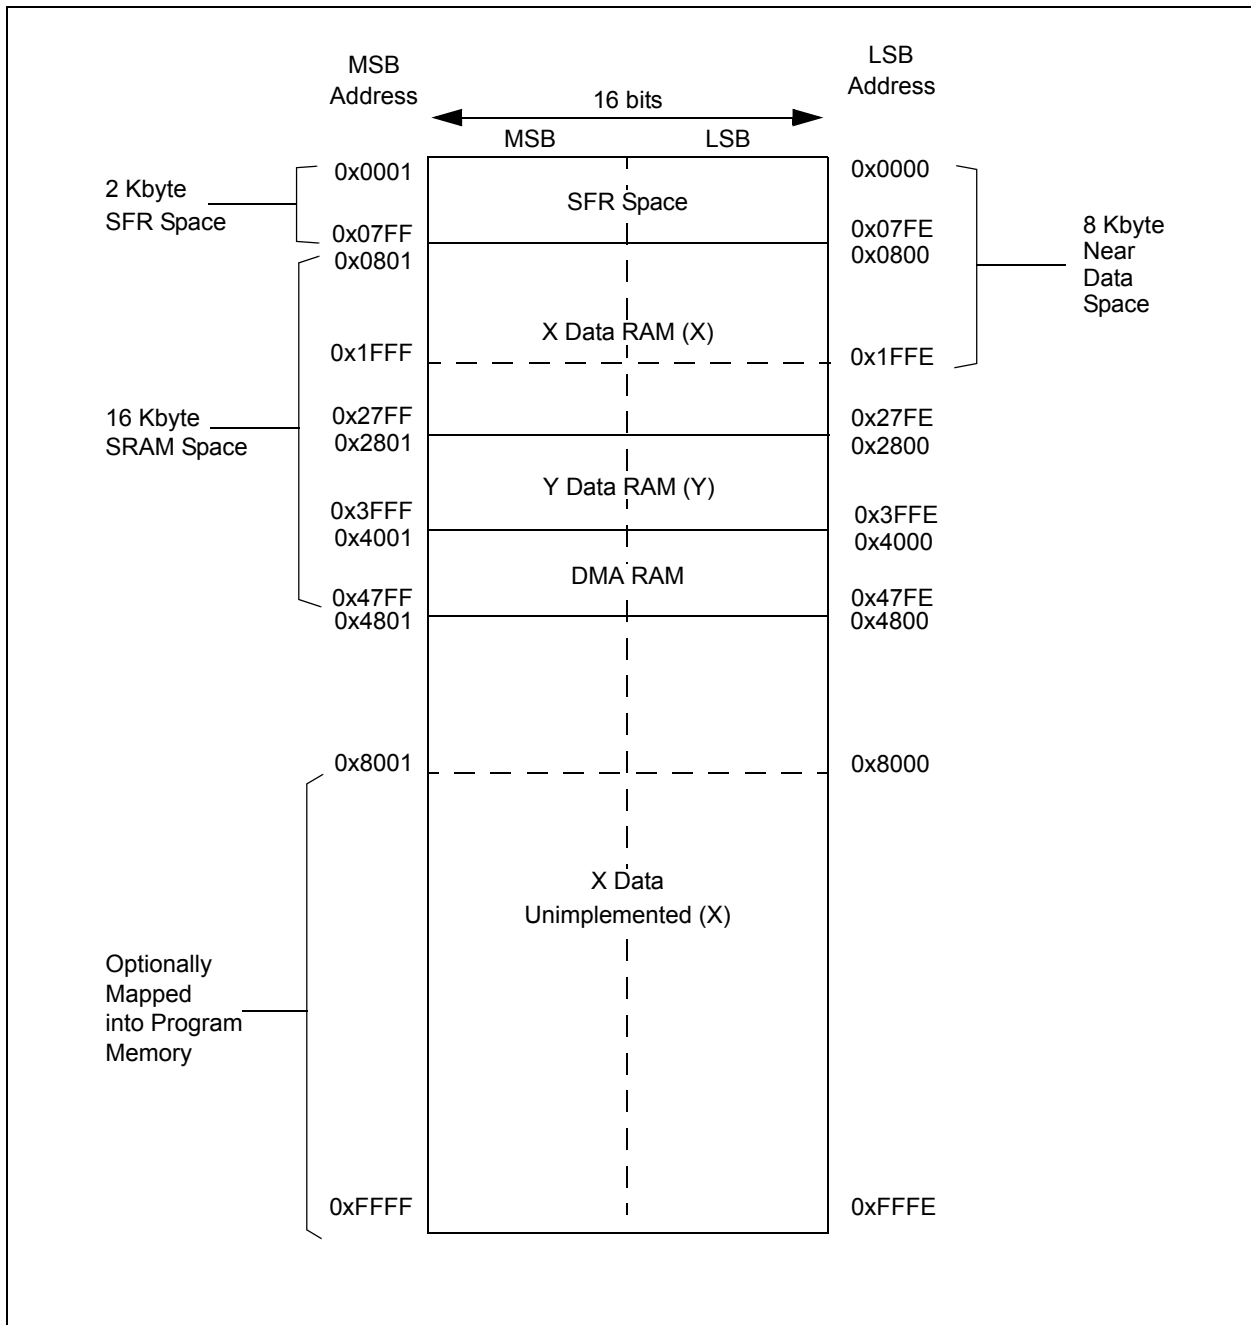 MSB
Address
LSB
Address
16 bits
MSB
LSB
0x0001
0x0000
2 Kbyte
SFR Space
SFR Space
0x07FF
0x07FE
0x0801
0x0800
8 Kbyte
Near
Data
Space
X Data RAM (X)
0x1FFF
0x1FFE
16 Kbyte
SRAM Space
0x27FF
0x27FE
0x2801
0x2800
Y Data RAM (Y)
0x3FFF
0x3FFE
0x4001
0x4000
DMA RAM
0x47FF
0x47FE
0x4801
0x4800
0x8001
0x8000
X Data
Unimplemented (X)
Optionally
Mapped
into Program
Memory
0xFFFF
0xFFFE